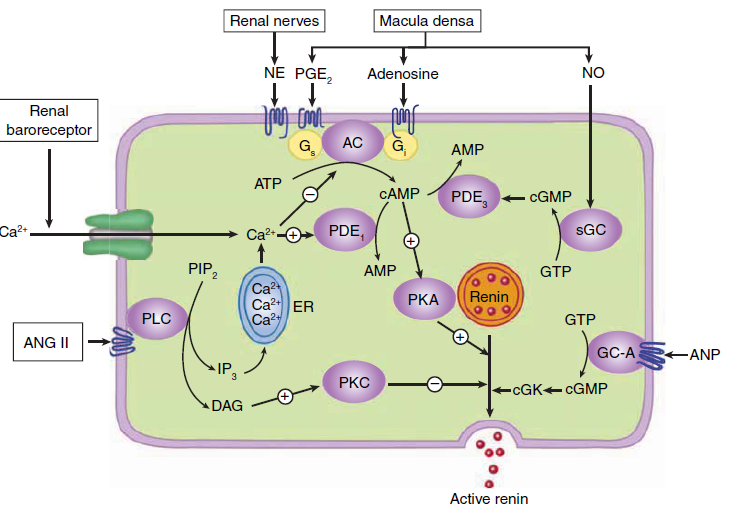 Renal nerves
Macula densa
NE
PGE₂
Adenosine
NO
Renal
baroreceptor
Gs
AC
Gi
AMP
ATP
cAMP
PDE₃
cGMP
sGC
Ca²⁺
Ca²⁺
+
−
PDE₁
+
AMP
GTP
PIP₂
Ca²⁺
Ca²⁺
Ca²⁺
ER
PKA
Renin
PLC
GTP
ANG II
+
GC-A
ANP
IP₃
PKC
−
cGK
cGMP
DAG
+
Active renin